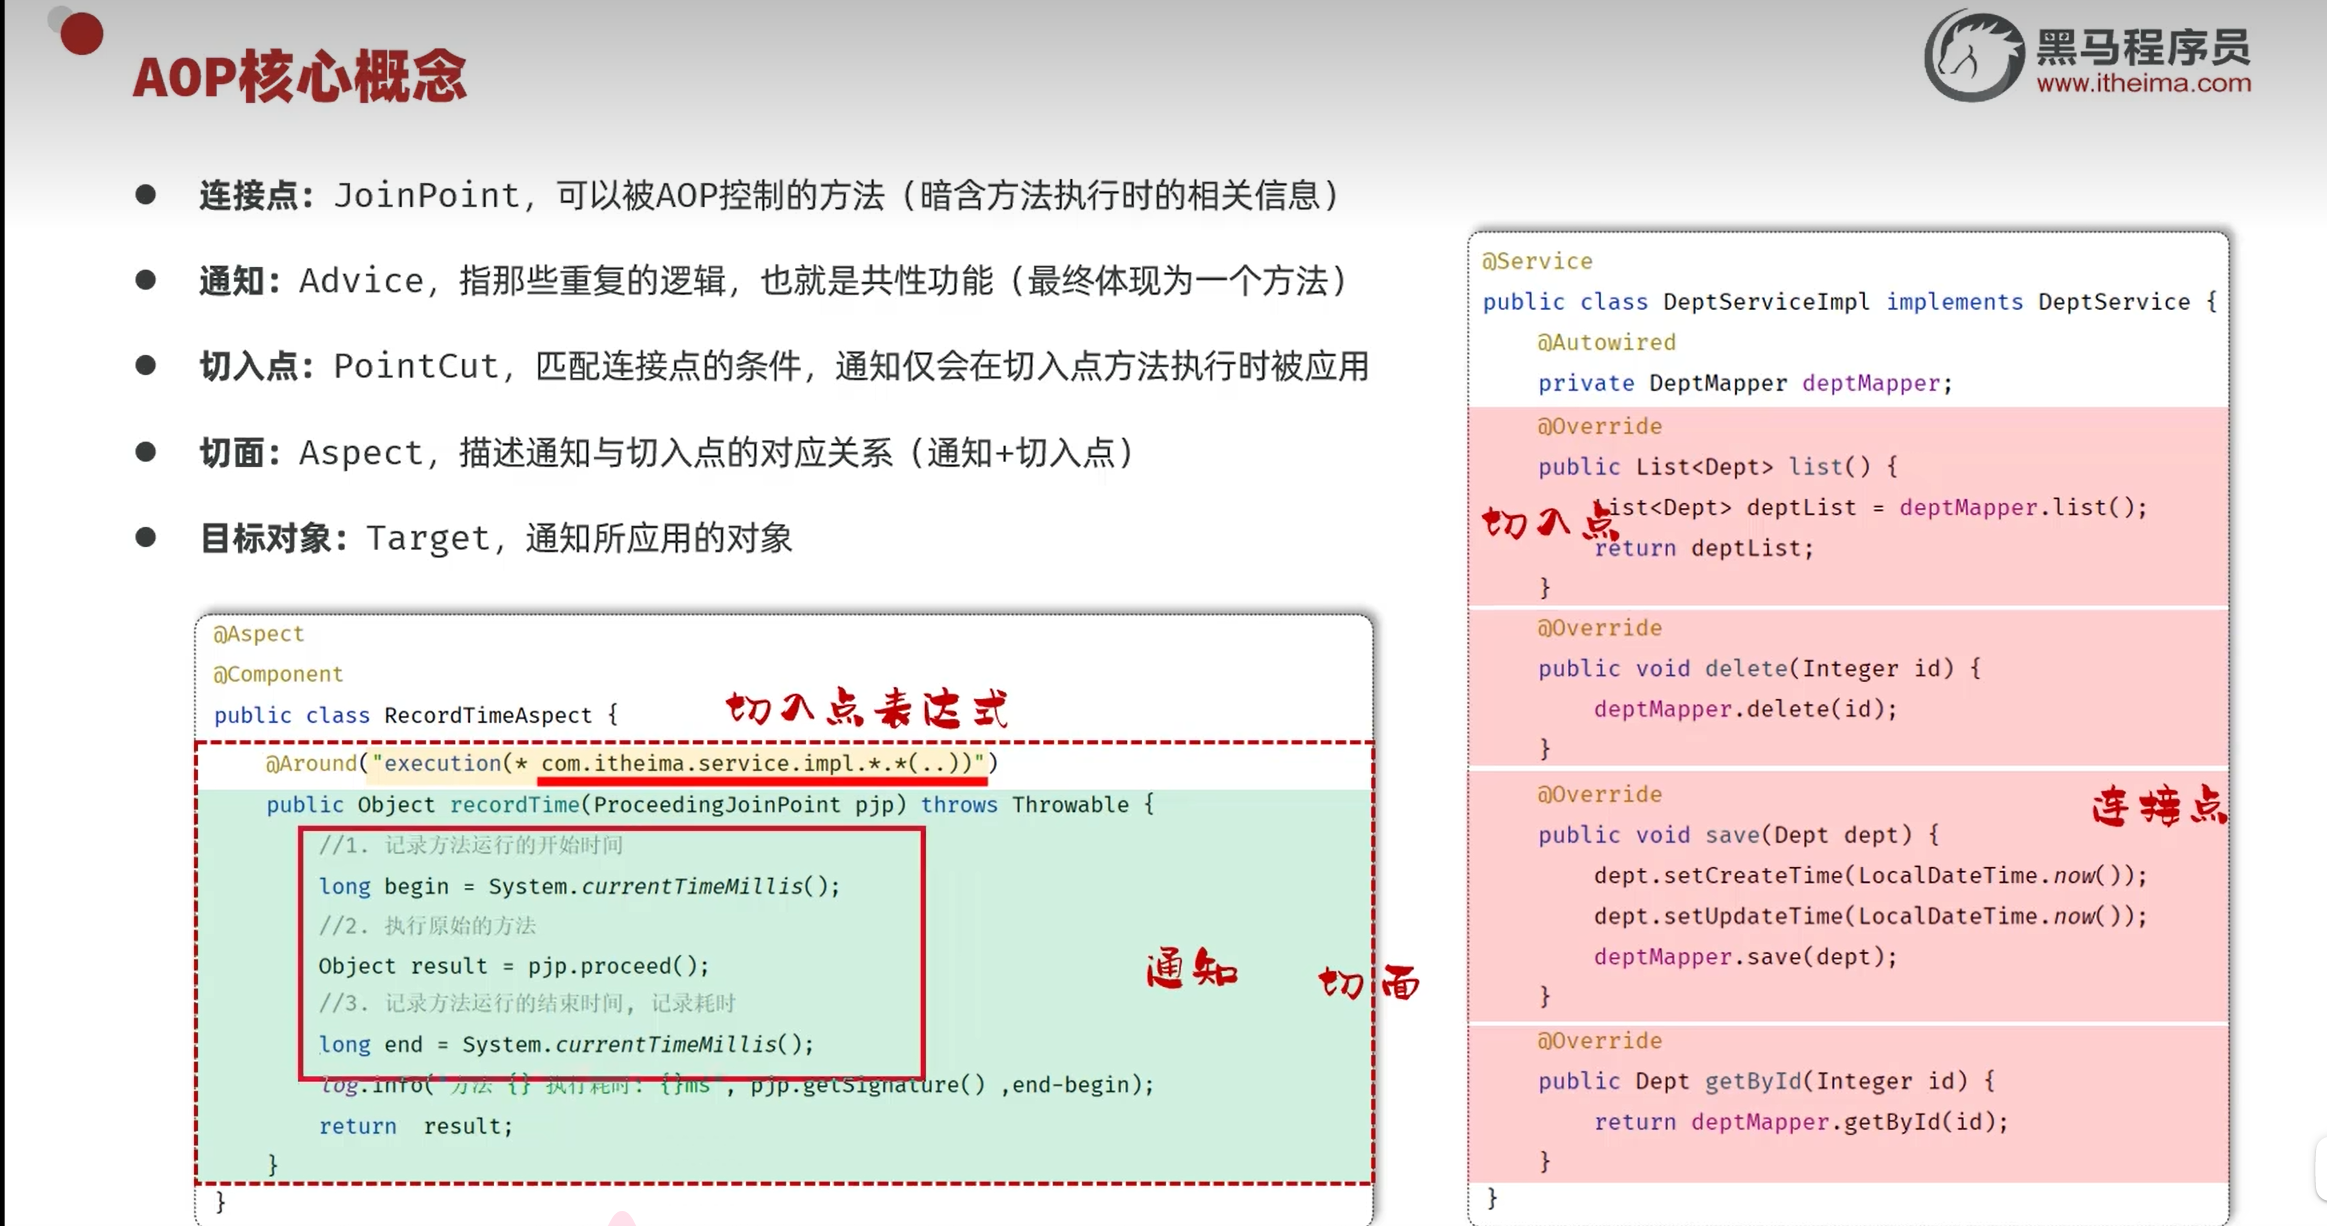 AOP核心概念
黑马程序员
www.itheima.com
连接点：JoinPoint，可以被AOP控制的方法（暗含方法执行时的相关信息）
通知：Advice，指那些重复的逻辑，也就是共性功能（最终体现为一个方法）
切入点：PointCut，匹配连接点的条件，通知仅会在切入点方法执行时被应用
切面：Aspect，描述通知与切入点的对应关系（通知+切入点）
目标对象：Target，通知所应用的对象
@Aspect
@Component
public class RecordTimeAspect {
切入点表达式
@Around("execution(* com.itheima.service.impl.*.*(..))")
public Object recordTime(ProceedingJoinPoint pjp) throws Throwable {
//1. 记录方法运行的开始时间
long begin = System.currentTimeMillis();
//2. 执行原始的方法
Object result = pjp.proceed();
//3. 记录方法运行的结束时间, 记录耗时
long end = System.currentTimeMillis();
log.info("方法 {} 执行耗时: {}ms", pjp.getSignature() ,end-begin);
return result;
}
}
通知
切面
@Service
public class DeptServiceImpl implements DeptService {
@Autowired
private DeptMapper deptMapper;
@Override
public List<Dept> list() {
List<Dept> deptList = deptMapper.list();
切入点
return deptList;
}
@Override
public void delete(Integer id) {
deptMapper.delete(id);
}
@Override
连接点
public void save(Dept dept) {
dept.setCreateTime(LocalDateTime.now());
dept.setUpdateTime(LocalDateTime.now());
deptMapper.save(dept);
}
@Override
public Dept getById(Integer id) {
return deptMapper.getById(id);
}
}